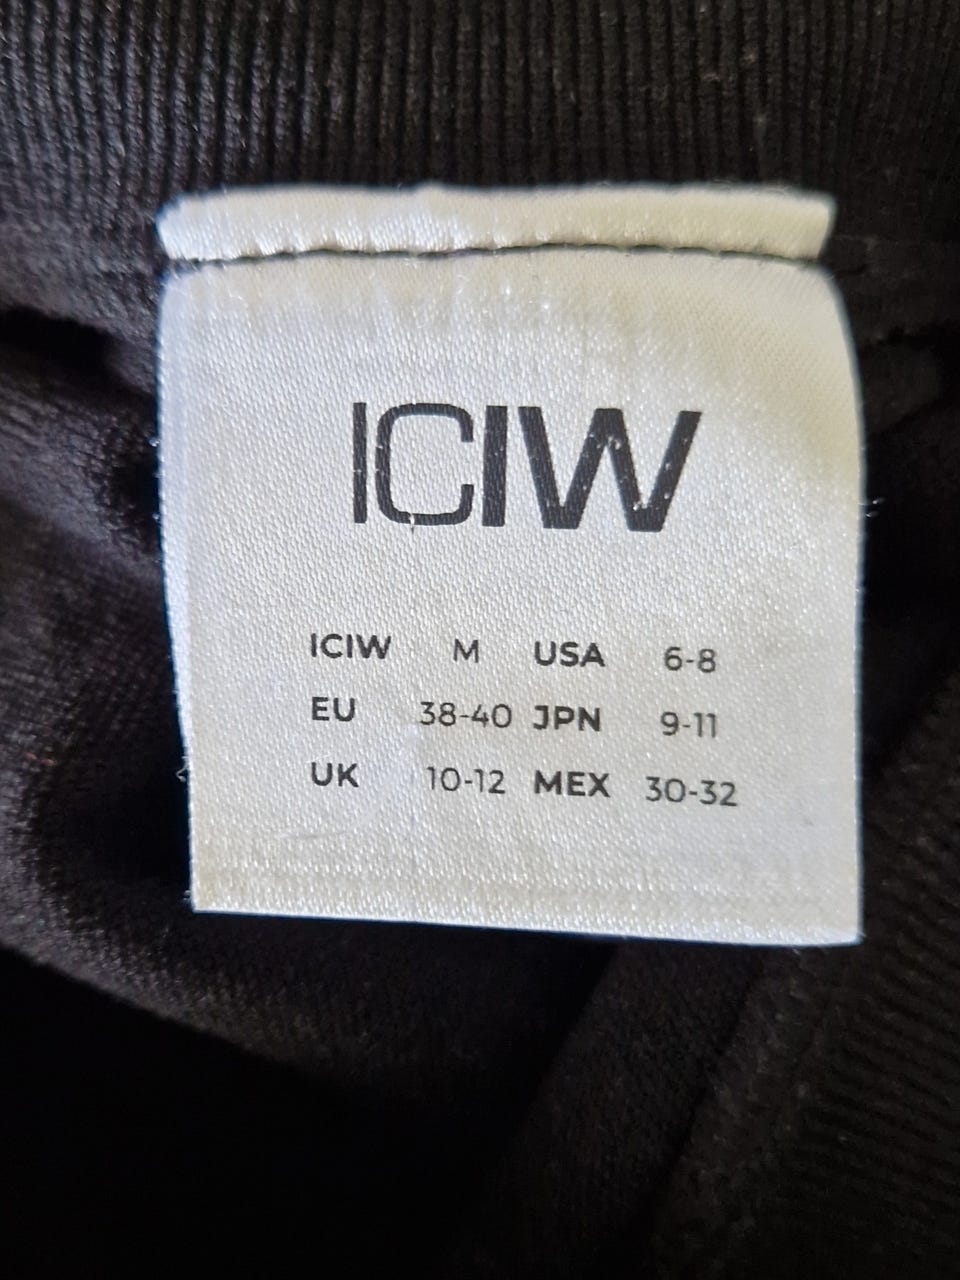 ICIW
ICIW M USA 6-8
EU 38-40 JPN 9-11
UK 10-12 MEX 30-32